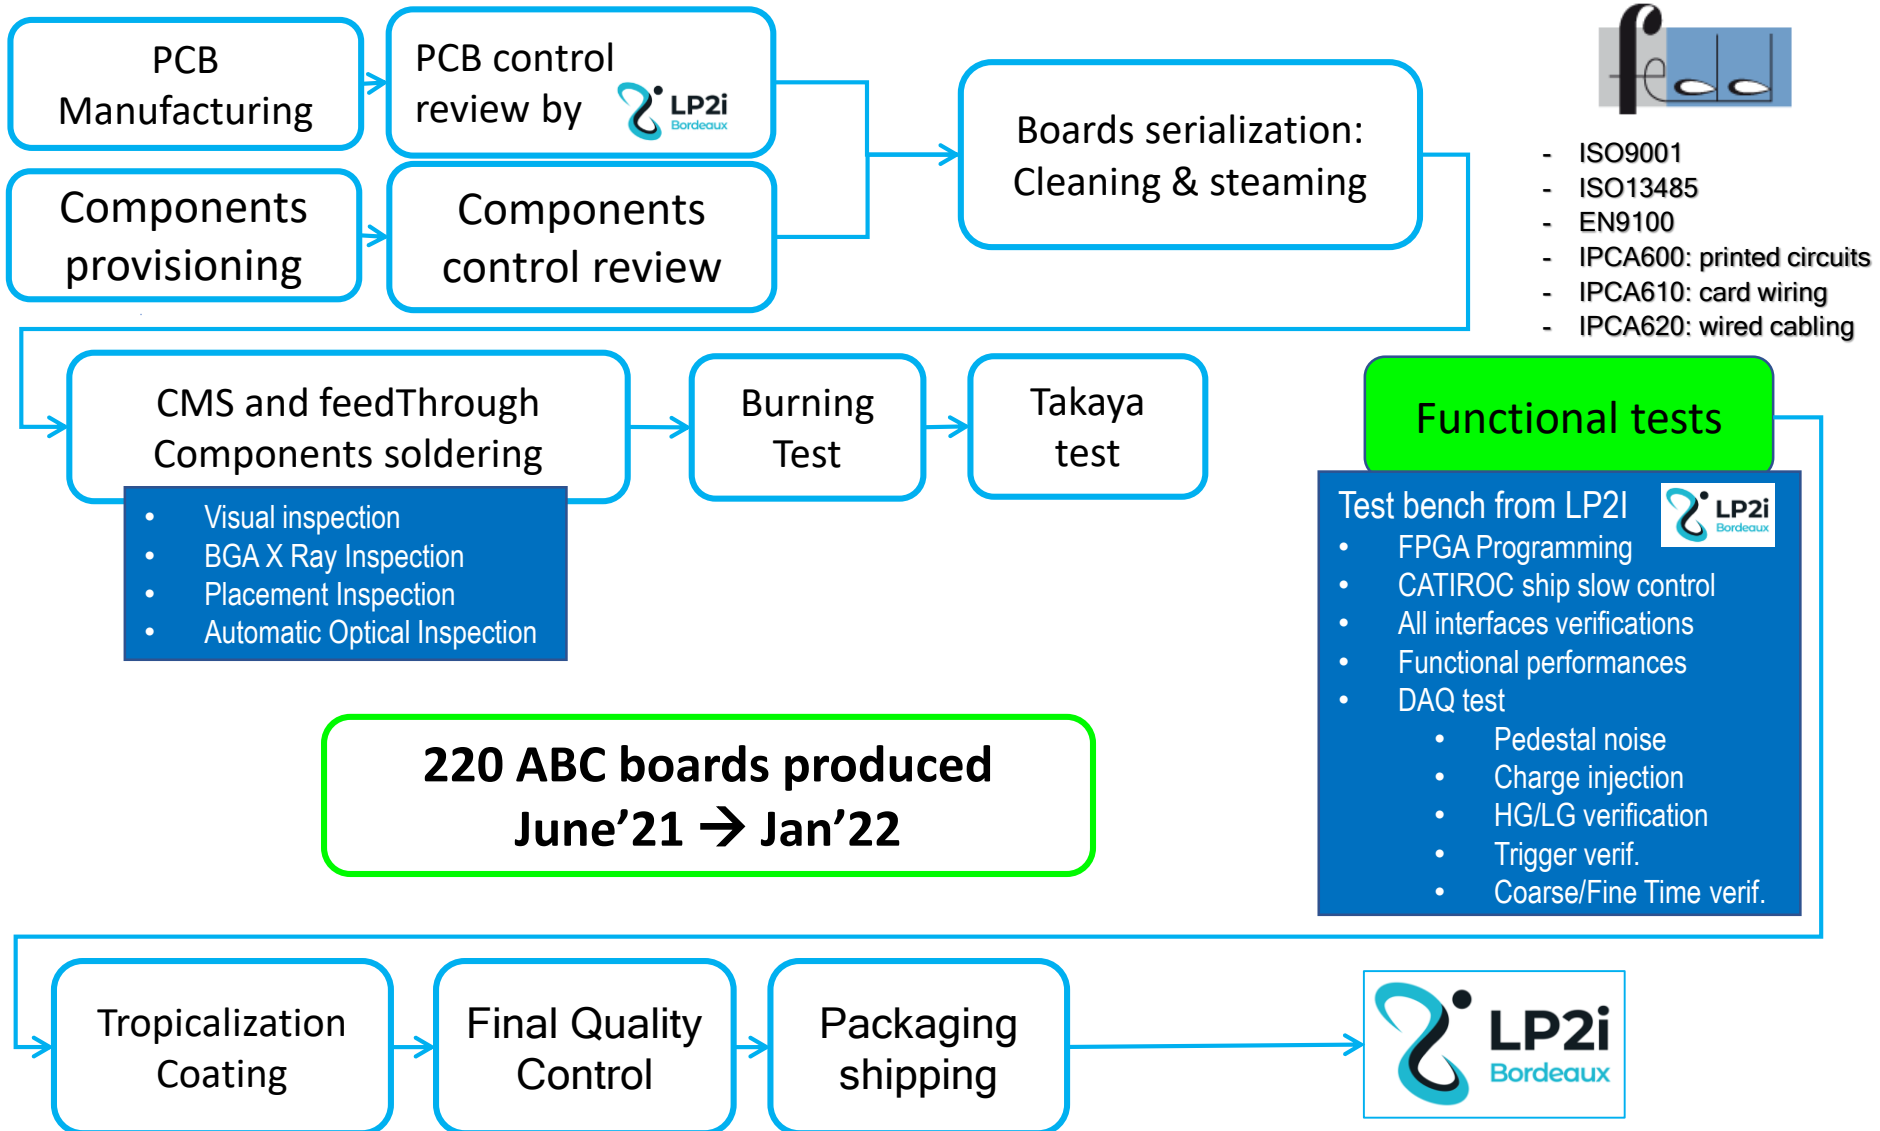 PCB
Manufacturing
PCB control
review by
LP2i
Bordeaux
Components
provisioning
Components
control review
Boards serialization:
Cleaning & steaming
fedd
- ISO9001
- ISO13485
- EN9100
- IPCA600: printed circuits
- IPCA610: card wiring
- IPCA620: wired cabling
CMS and feedThrough
Components soldering
• Visual inspection
• BGA X Ray Inspection
• Placement Inspection
• Automatic Optical Inspection
Burning
Test
Takaya
test
Functional tests
Test bench from LP2I
LP2i
Bordeaux
• FPGA Programming
• CATIROC ship slow control
• All interfaces verifications
• Functional performances
• DAQ test
• Pedestal noise
• Charge injection
• HG/LG verification
• Trigger verif.
• Coarse/Fine Time verif.
220 ABC boards produced
June’21 → Jan’22
Tropicalization
Coating
Final Quality
Control
Packaging
shipping
LP2i
Bordeaux